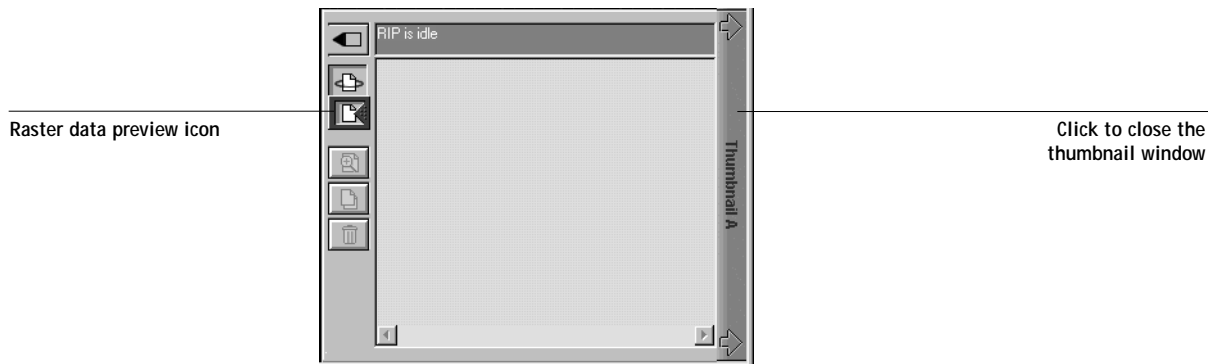 RIP is idle
Raster data preview icon
Click to close the
thumbnail window
Thumbnail A